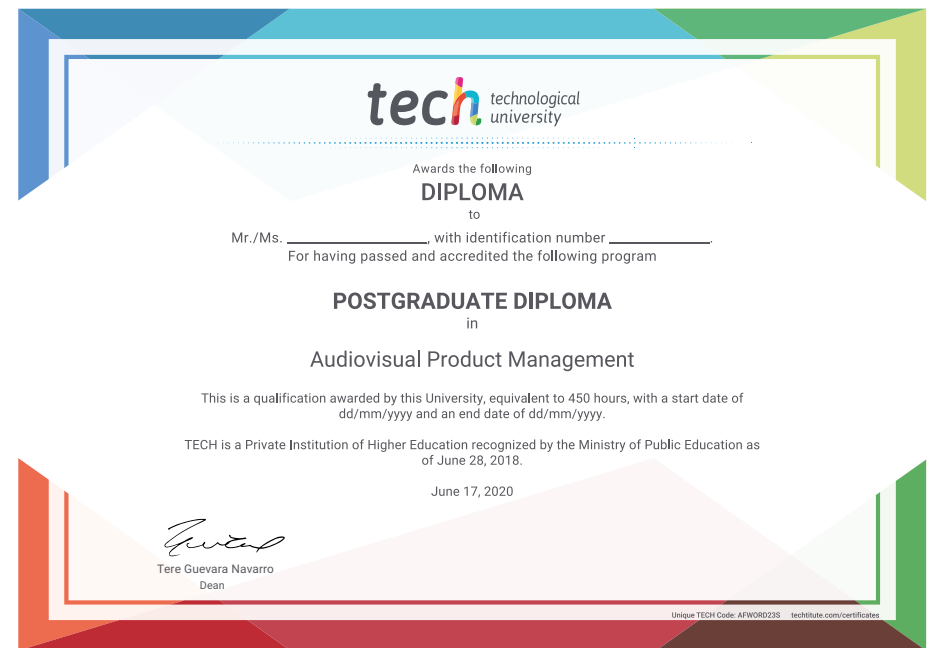 tech technological
university
Awards the following
DIPLOMA
to
Mr./Ms. ____________________, with identification number ______________.
For having passed and accredited the following program
POSTGRADUATE DIPLOMA
in
Audiovisual Product Management
This is a qualification awarded by this University, equivalent to 450 hours, with a start date of
dd/mm/yyyy and an end date of dd/mm/yyyy.
TECH is a Private Institution of Higher Education recognized by the Ministry of Public Education as
of June 28, 2018.
June 17, 2020
Tere Guevara Navarro
Dean
Unique TECH Code: AFWORD23S techtitute.com/certificates